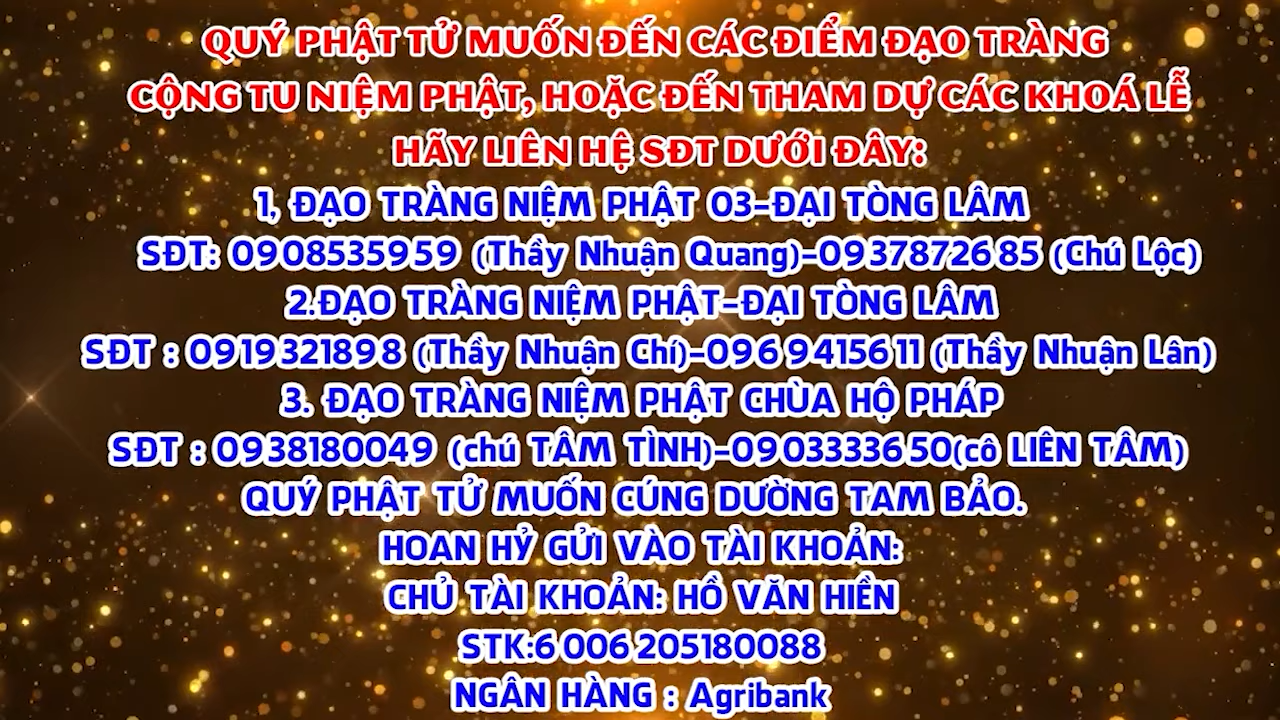 QUÝ PHẬT TỬ MUỐN ĐẾN CÁC ĐIỂM ĐẠO TRÀNG
CỘNG TU NIỆM PHẬT, HOẶC ĐẾN THAM DỰ CÁC KHOÁ LỄ
HÃY LIÊN HỆ SĐT DƯỚI ĐÂY:
1, ĐẠO TRÀNG NIỆM PHẬT 03-ĐẠI TÒNG LÂM
SĐT: 0908535959 (Thầy Nhuận Quang)-0937872685 (Chú Lộc)
2.ĐẠO TRÀNG NIỆM PHẬT-ĐẠI TÒNG LÂM
SĐT : 0919321898 (Thầy Nhuận Chí)-0969415611 (Thầy Nhuận Lân)
3. ĐẠO TRÀNG NIỆM PHẬT CHÙA HỘ PHÁP
SĐT : 0938180049 (chú TÂM TÌNH)-0903333650(cô LIÊN TÂM)
QUÝ PHẬT TỬ MUỐN CÚNG DƯỜNG TAM BẢO.
HOAN HỶ GỬI VÀO TÀI KHOẢN:
CHỦ TÀI KHOẢN: HỒ VĂN HIỀN
STK:6006205180088
NGÂN HÀNG : Agribank